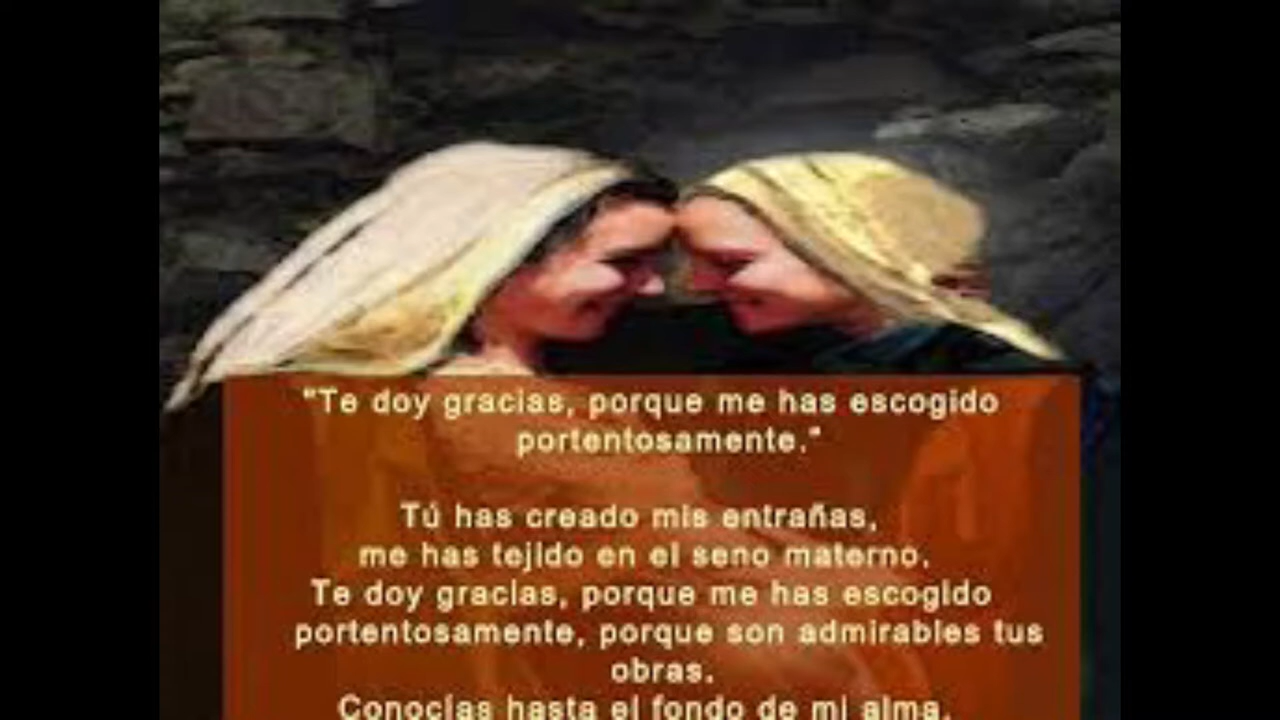 "Te doy gracias, porque me has escogido
portentosamente."
Tú has creado mis entrañas,
me has tejido en el seno materno.
Te doy gracias, porque me has escogido
portentosamente, porque son admirables tus
obras.
Conocías hasta el fondo de mi alma,